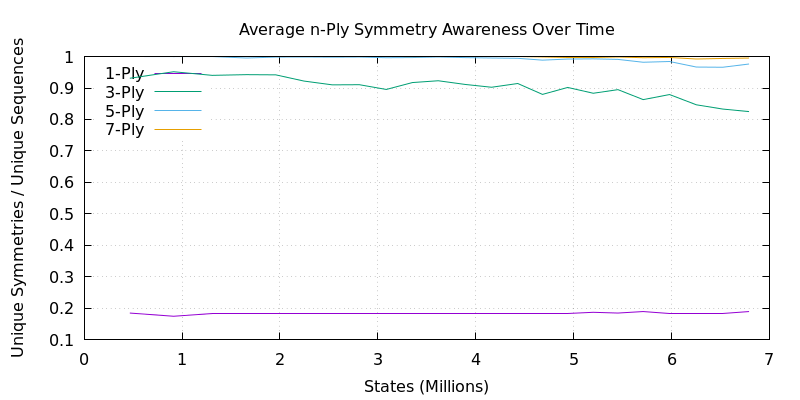 Average n-Ply Symmetry Awareness Over Time
Unique Symmetries / Unique Sequences
1
0.9
0.8
0.7
0.6
0.5
0.4
0.3
0.2
0.1
1-Ply
3-Ply
5-Ply
7-Ply
0 1 2 3 4 5 6 7
States (Millions)